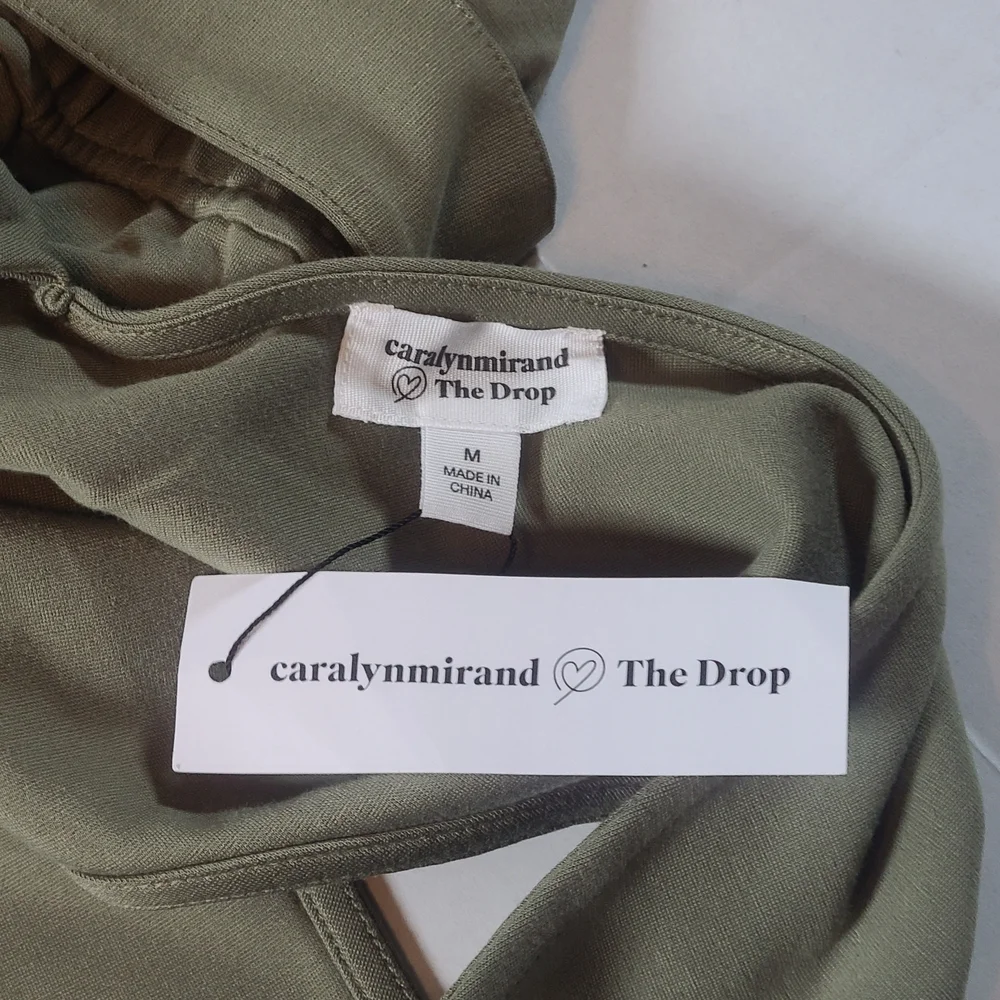 caralynmirand
The Drop
M
MADE IN
CHINA
caralynmirand The Drop